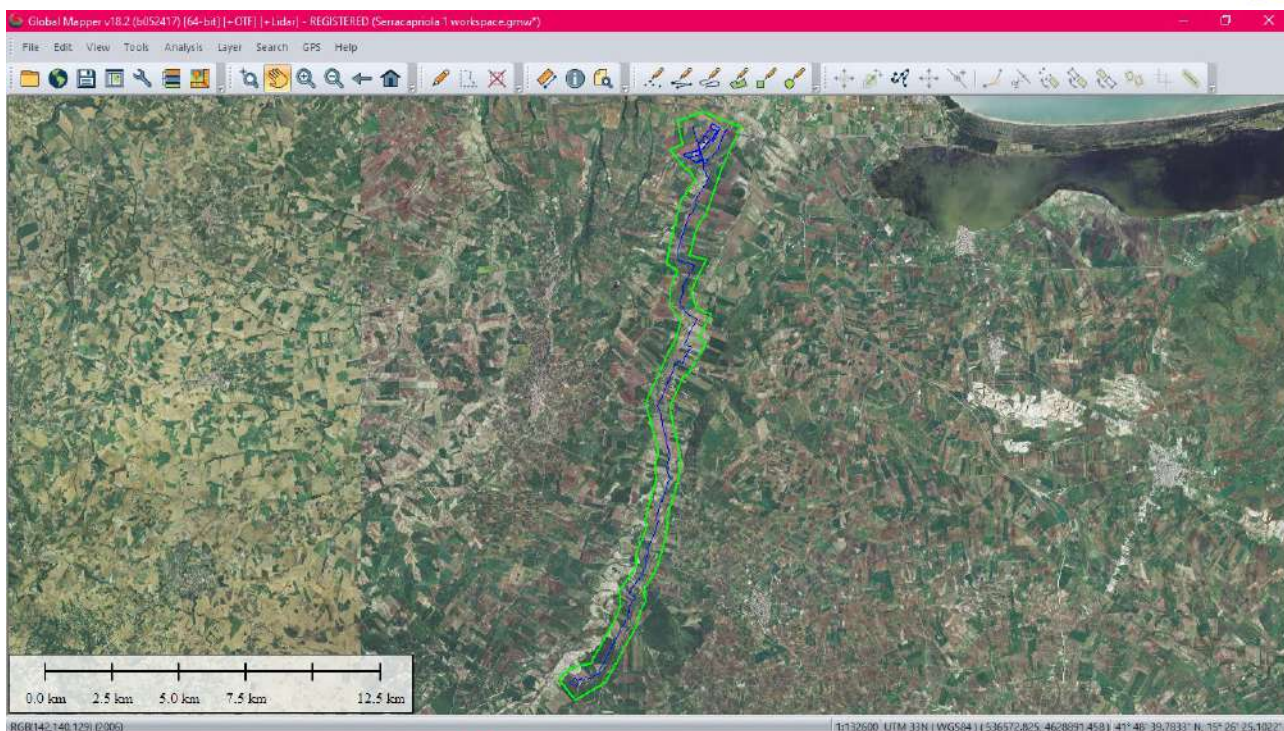 Global Mapper v18.2 (b052417) [64-bit] [+OTF] [+Lidar] - REGISTERED (Serracapriola 1 workspace.gmw*)
File Edit View Tools Analysis Layer Search GPS Help
0.0 km 2.5 km 5.0 km 7.5 km 12.5 km
RGB(142,140,129) (2006) 1:132600 UTM 33N ( WGS84 ) ( 536572.825, 4628891.458 ) 41° 48' 39.7833" N, 15° 26' 25.1022"